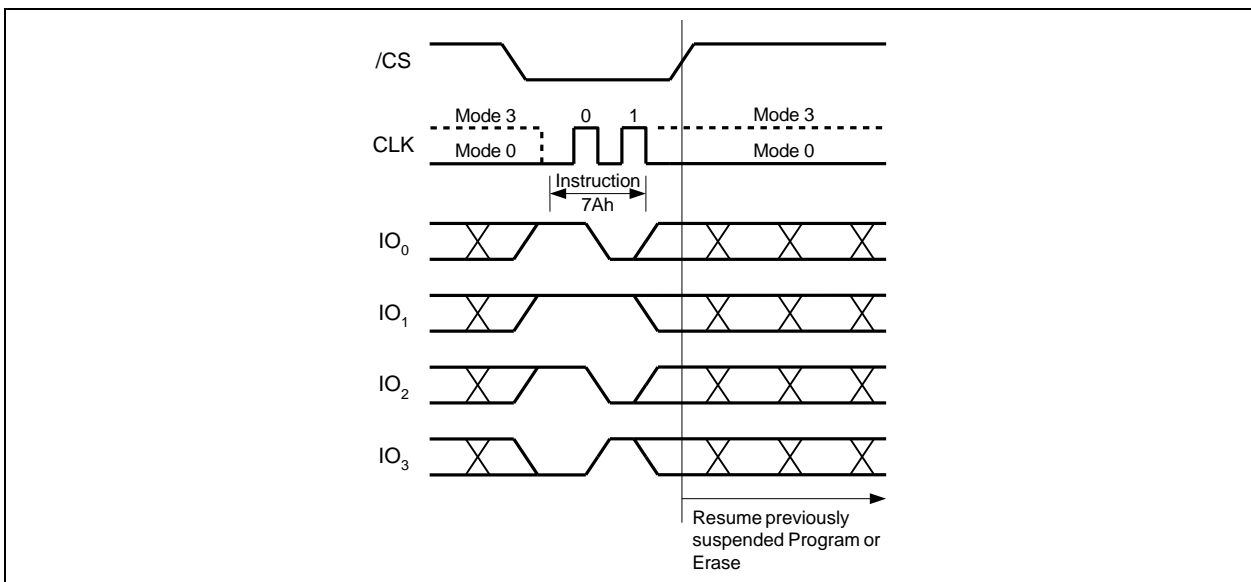 /CS
Mode 3 0 1 Mode 3
CLK
Mode 0 Mode 0
Instruction
7Ah
IO0
IO1
IO2
IO3
Resume previously
suspended Program or
Erase